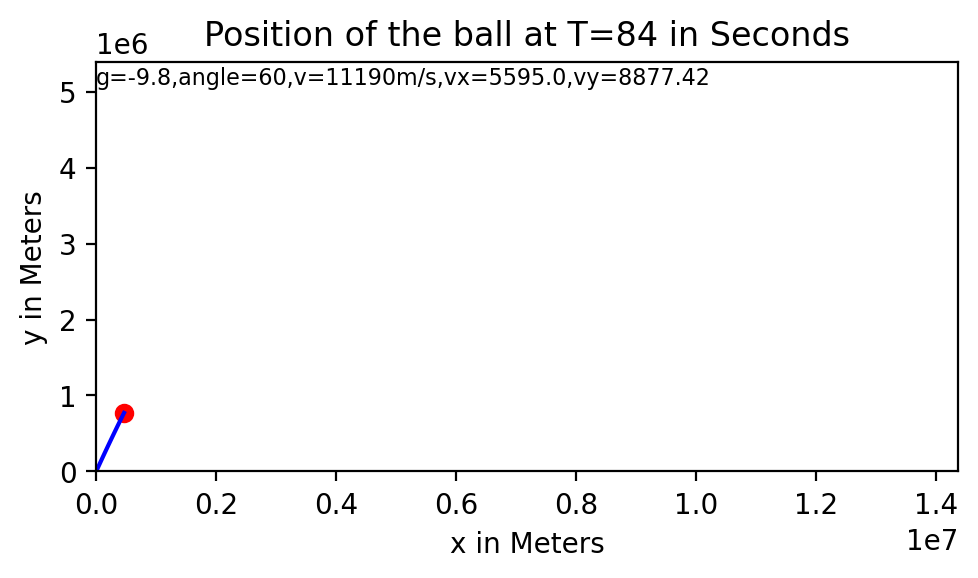 Position of the ball at T=84 in Seconds
1e6
g=-9.8,angle=60,v=11190m/s,vx=5595.0,vy=8877.42
5
4
3
2
1
0
y in Meters
0.0 0.2 0.4 0.6 0.8 1.0 1.2 1.4
x in Meters
1e7